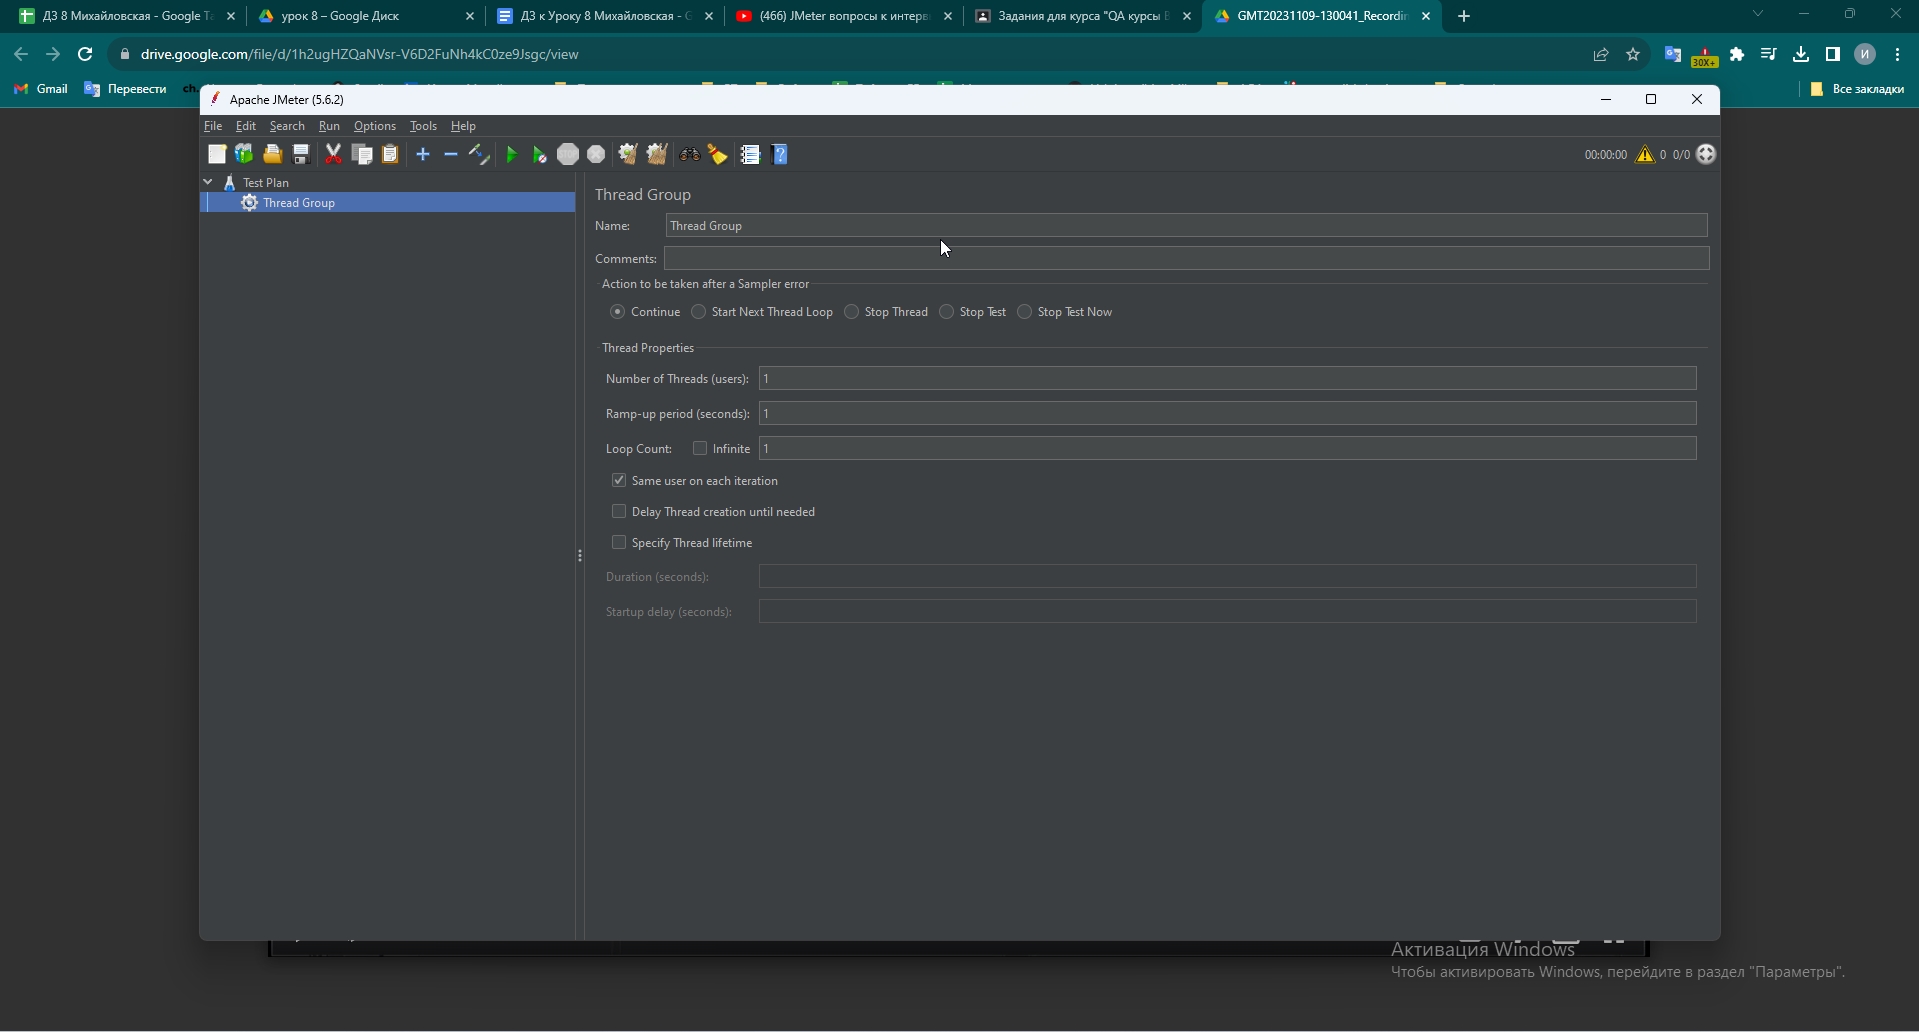 ДЗ 8 Михайловская - Google Та
урок 8 – Google Диск
ДЗ к Уроку 8 Михайловская - G
(466) JMeter вопросы к интерв
Задания для курса "QA курсы В
GMT20231109-130041_Recordin
drive.google.com/file/d/1h2ugHZQaNVsr-V6D2FuNh4kC0ze9Jsgc/view
30X+
И
Gmail
Перевести
ch.
Все закладки
Apache JMeter (5.6.2)
File Edit Search Run Options Tools Help
STOP
00:00:00 0 0/0
Test Plan
Thread Group
Thread Group
Name: Thread Group
Comments:
Action to be taken after a Sampler error
Continue Start Next Thread Loop Stop Thread Stop Test Stop Test Now
Thread Properties
Number of Threads (users): 1
Ramp-up period (seconds): 1
Loop Count: Infinite 1
Same user on each iteration
Delay Thread creation until needed
Specify Thread lifetime
Duration (seconds):
Startup delay (seconds):
Активация Windows
Чтобы активировать Windows, перейдите в раздел "Параметры".